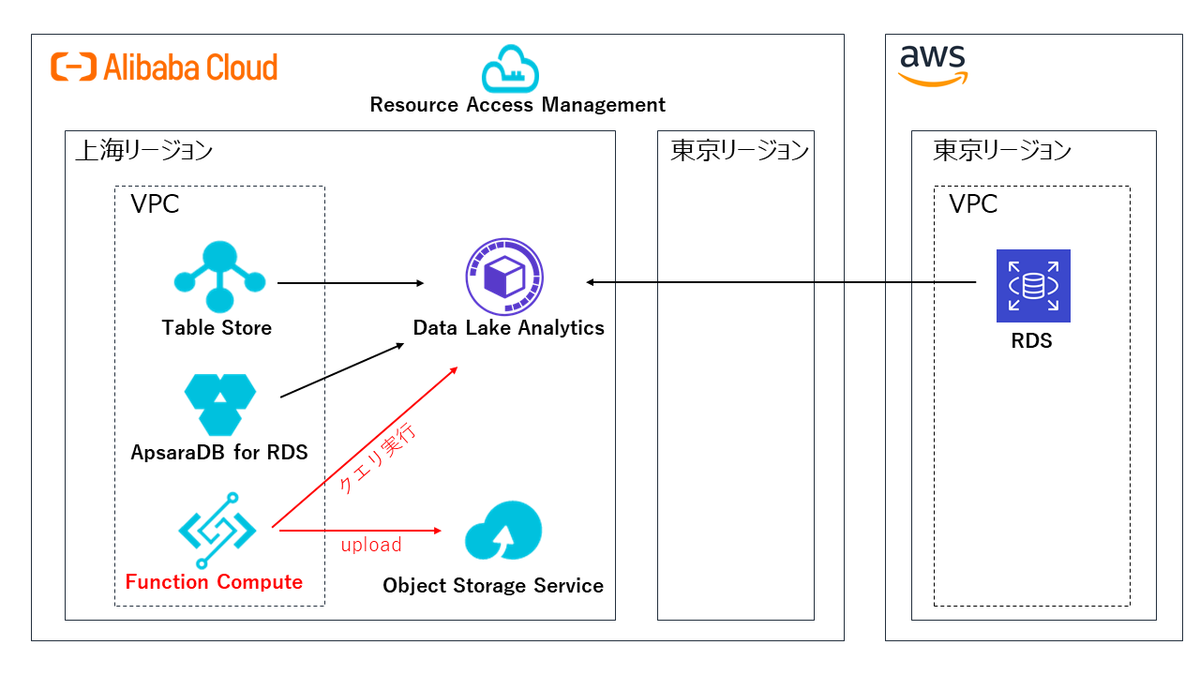 Alibaba Cloud
Resource Access Management
上海リージョン
VPC
Table Store
Data Lake Analytics
ApsaraDB for RDS
クエリ実行
Function Compute
upload
Object Storage Service
東京リージョン
aws
東京リージョン
VPC
RDS